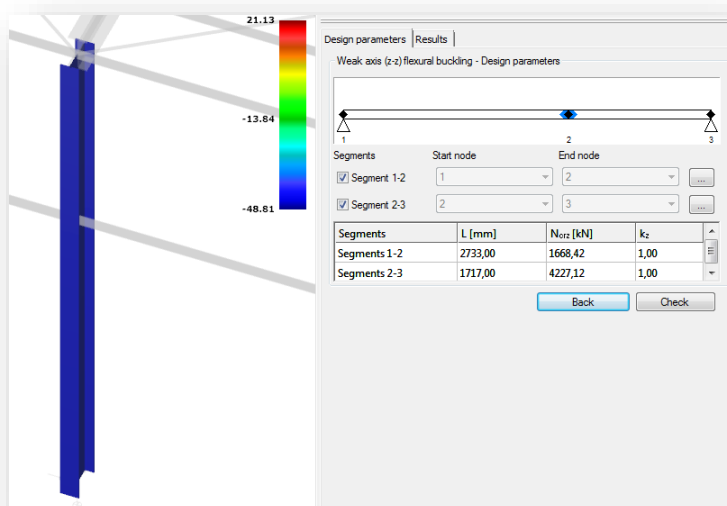 21.13
-13.84
-48.81
Design parameters Results
Weak axis (z-z) flexural buckling - Design parameters
1 2 3
Segments Start node End node
Segment 1-2 1 2 ...
Segment 2-3 2 3 ...
Segments L [mm] Ncrz [kN] kz
Segments 1-2 2733,00 1668,42 1,00
Segments 2-3 1717,00 4227,12 1,00
Back Check